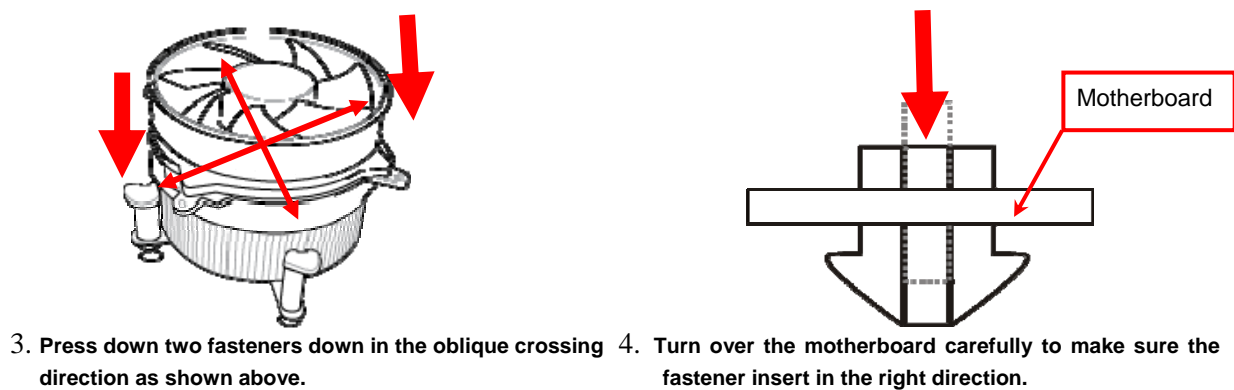 Motherboard
3. Press down two fasteners down in the oblique crossing
direction as shown above.
4. Turn over the motherboard carefully to make sure the
fastener insert in the right direction.